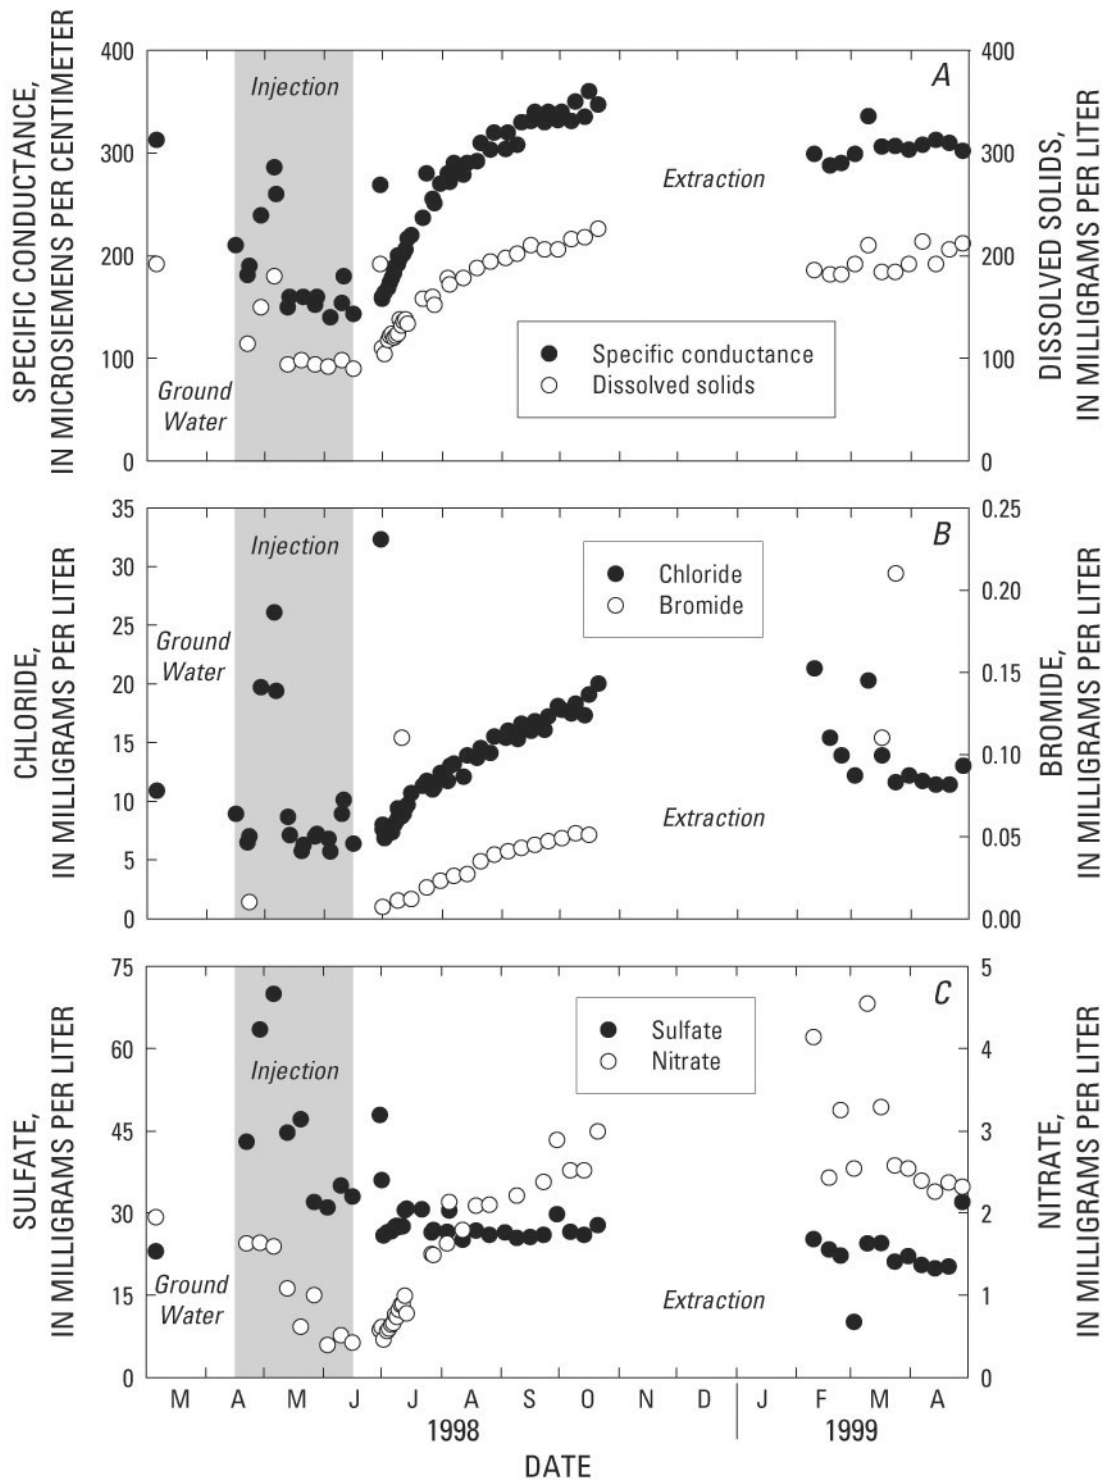 SPECIFIC CONDUCTANCE,
IN MICROSIEMENS PER CENTIMETER
400
300
200
100
0
Injection
A
Extraction
Ground
Water
Specific conductance
Dissolved solids
400
300
200
100
0
DISSOLVED SOLIDS,
IN MILLIGRAMS PER LITER
CHLORIDE,
IN MILLIGRAMS PER LITER
35
30
25
20
15
10
5
0
Injection
B
Chloride
Bromide
Ground
Water
Extraction
0.25
0.20
0.15
0.10
0.05
0.00
BROMIDE,
IN MILLIGRAMS PER LITER
SULFATE,
IN MILLIGRAMS PER LITER
75
60
45
30
15
0
C
Sulfate
Nitrate
Injection
Ground
Water
Extraction
5
4
3
2
1
0
NITRATE,
IN MILLIGRAMS PER LITER
M A M J J A S O N D J F M A
1998 1999
DATE